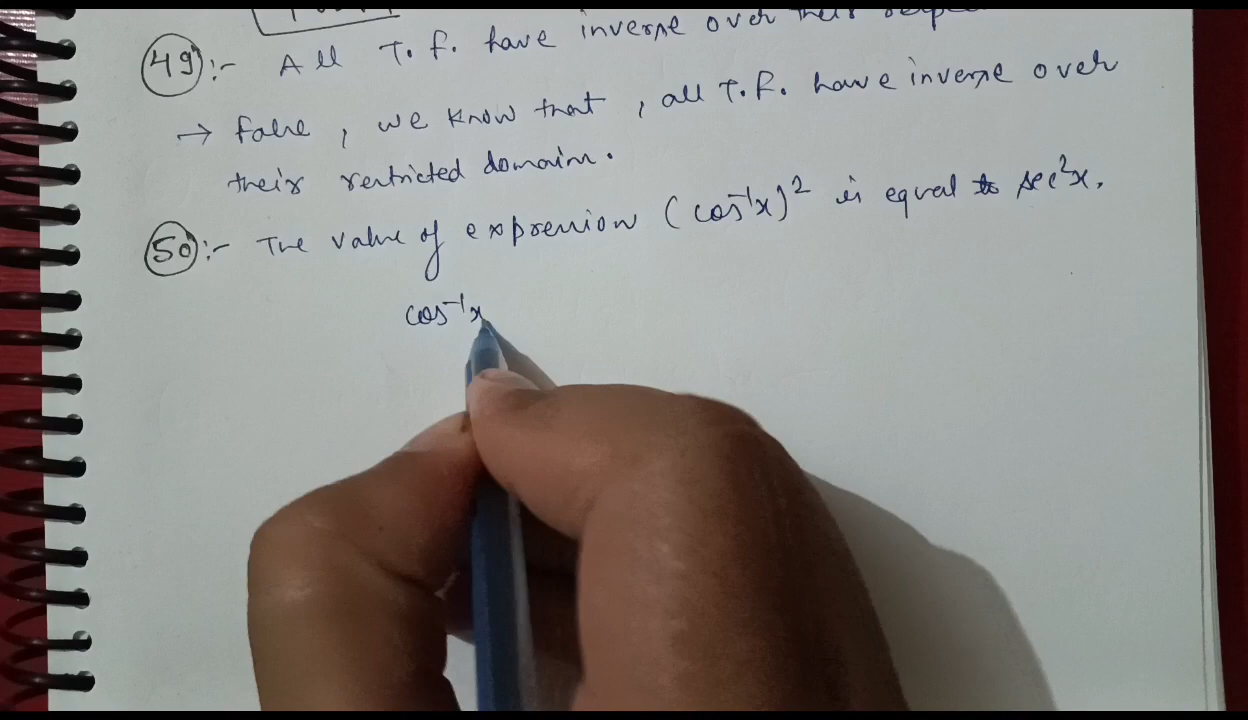 49:- All T.F. have inverse over their
→ false, we know that, all T.F. have inverse over
their restricted domain.
50:- The value of expression (cos⁻¹x)² is equal to sec²x.
cos⁻¹x